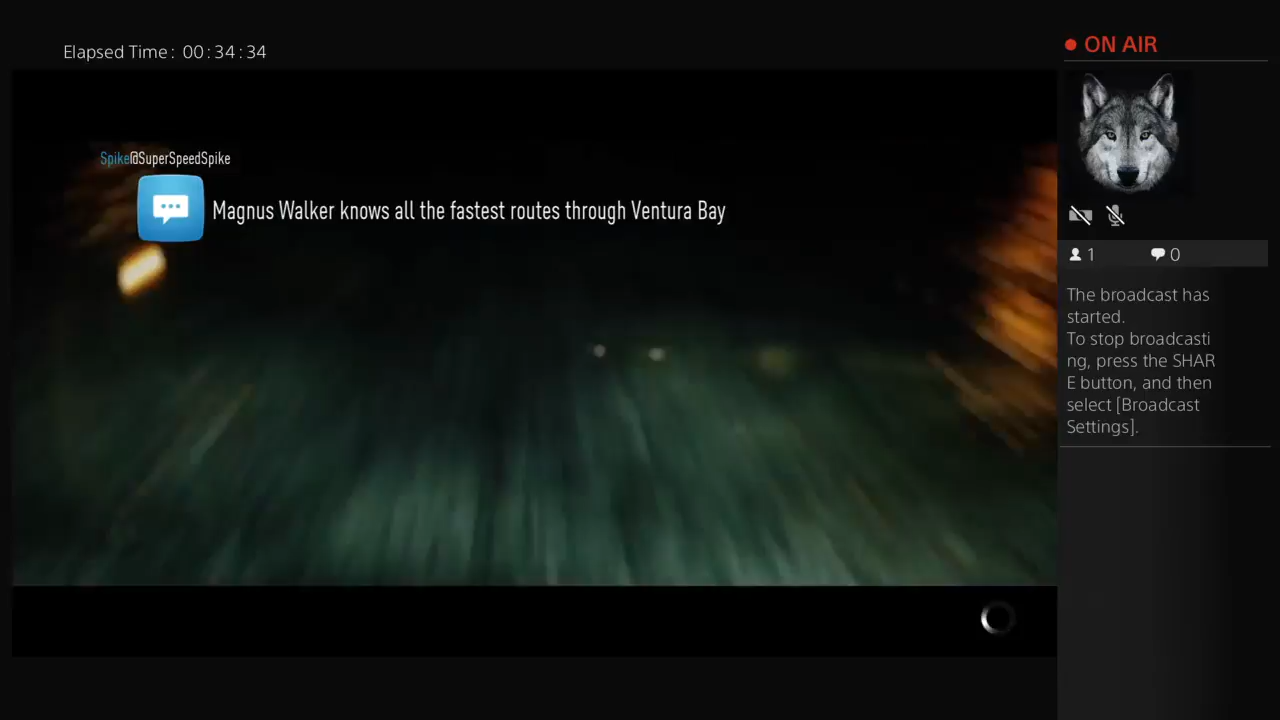 Elapsed Time: 00:34:34
ON AIR
Spike@SuperSpeedSpike
Magnus Walker knows all the fastest routes through Ventura Bay
1 0
The broadcast has
started.
To stop broadcasti
ng, press the SHAR
E button, and then
select [Broadcast
Settings].